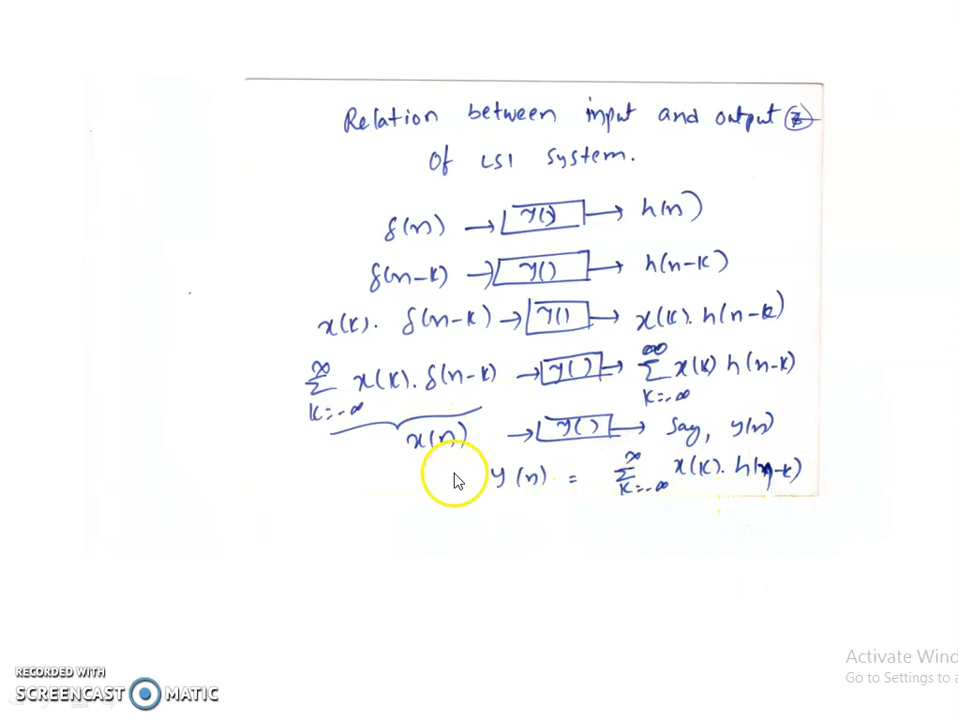 Relation between input and output
Of LSI system.
δ(n) → γ() → h(n)
δ(n-k) → γ() → h(n-k)
x(k). δ(n-k) → γ() → x(k). h(n-k)
∞ ∑ k=-∞ x(k). δ(n-k) → γ() → ∞ ∑ k=-∞ x(k) h(n-k)
x(n) → γ() → say, y(n)
y(n) = ∞ ∑ k=-∞ x(k). h(n-k)
Activate Wind
Go to Settings to a
RECORDED WITH
SCREENCAST MATIC